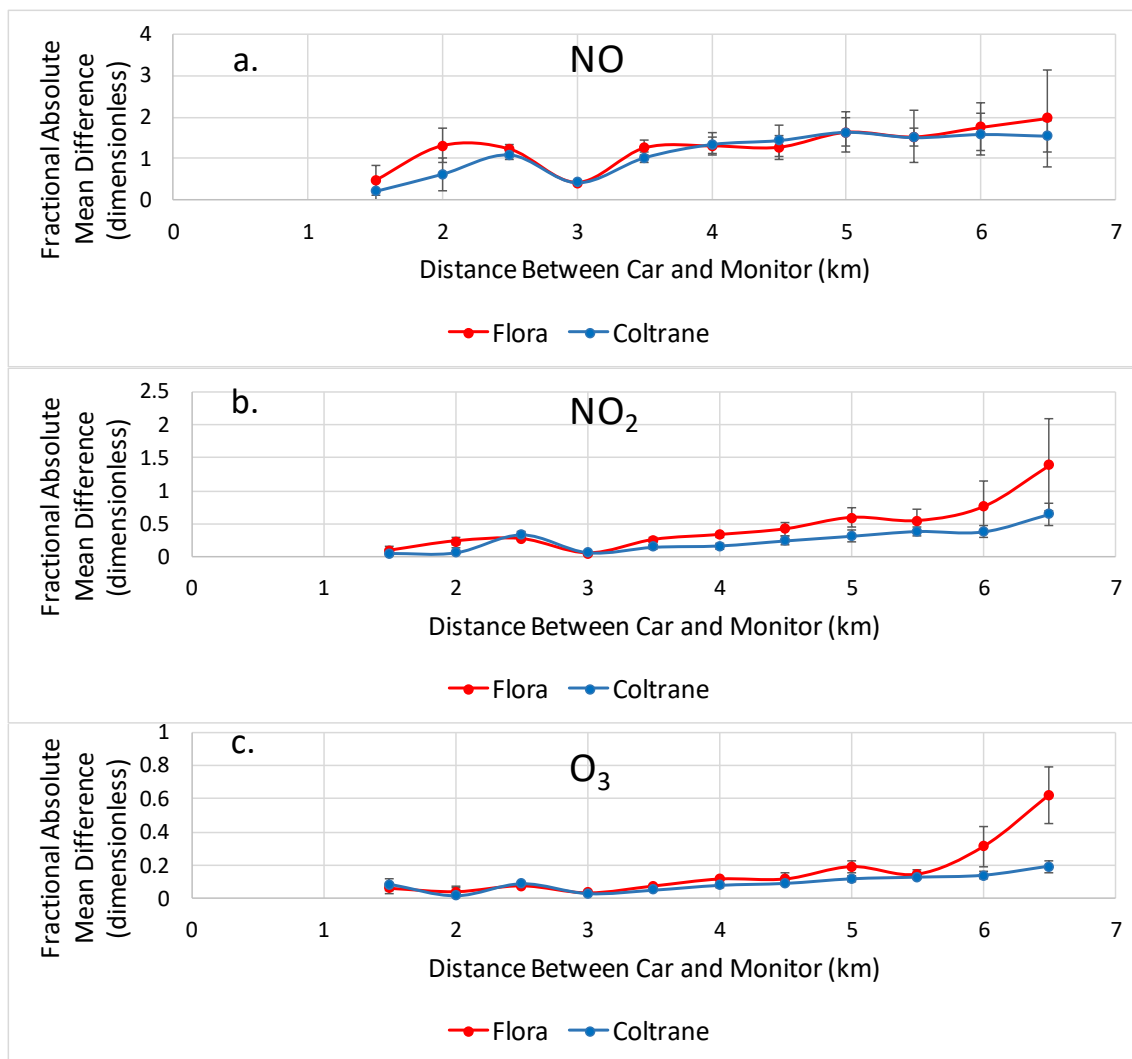 a.
NO
Fractional Absolute
Mean Difference
(dimensionless)
4
3
2
1
0
0 1 2 3 4 5 6 7
Distance Between Car and Monitor (km)
Flora Coltrane
b.
NO₂
Fractional Absolute
Mean Difference
(dimensionless)
2.5
2
1.5
1
0.5
0
0 1 2 3 4 5 6 7
Distance Between Car and Monitor (km)
Flora Coltrane
c.
O₃
Fractional Absolute
Mean Difference
(dimensionless)
1
0.8
0.6
0.4
0.2
0
0 1 2 3 4 5 6 7
Distance Between Car and Monitor (km)
Flora Coltrane